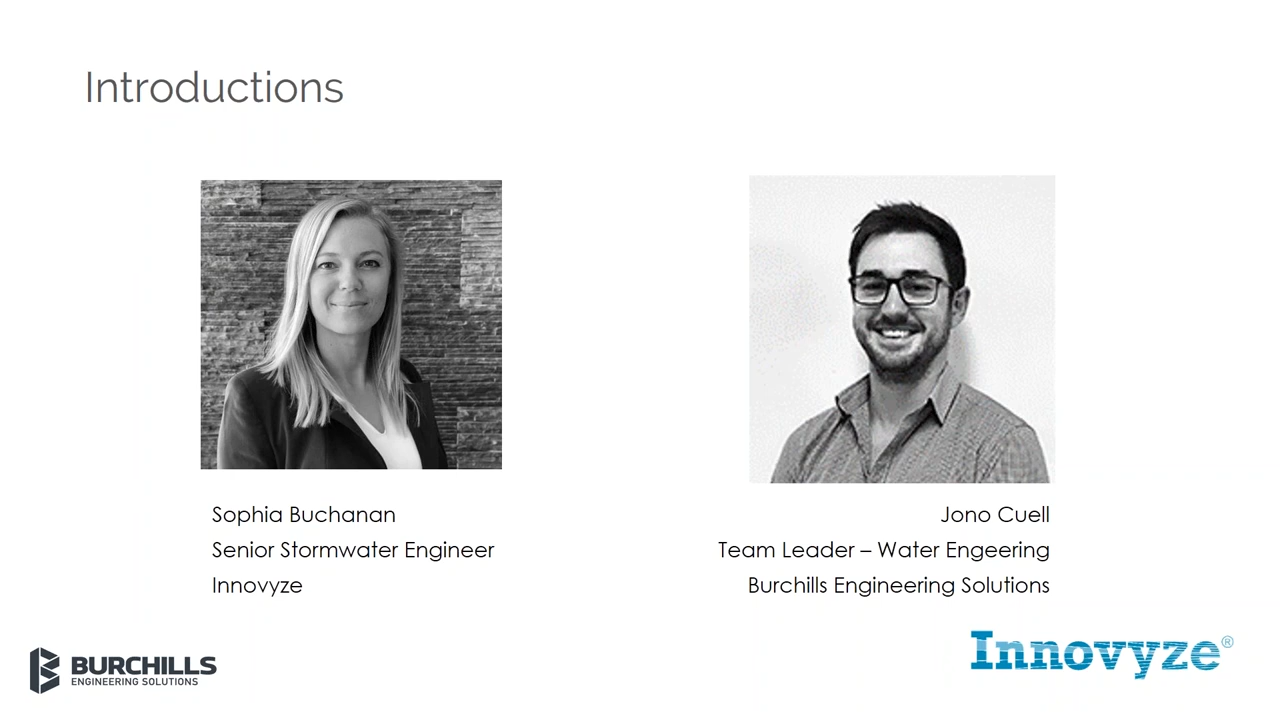 Introductions
Sophia Buchanan
Senior Stormwater Engineer
Innovyze
Jono Cuell
Team Leader – Water Engeering
Burchills Engineering Solutions
BURCHILLS
ENGINEERING SOLUTIONS
Innovyze®